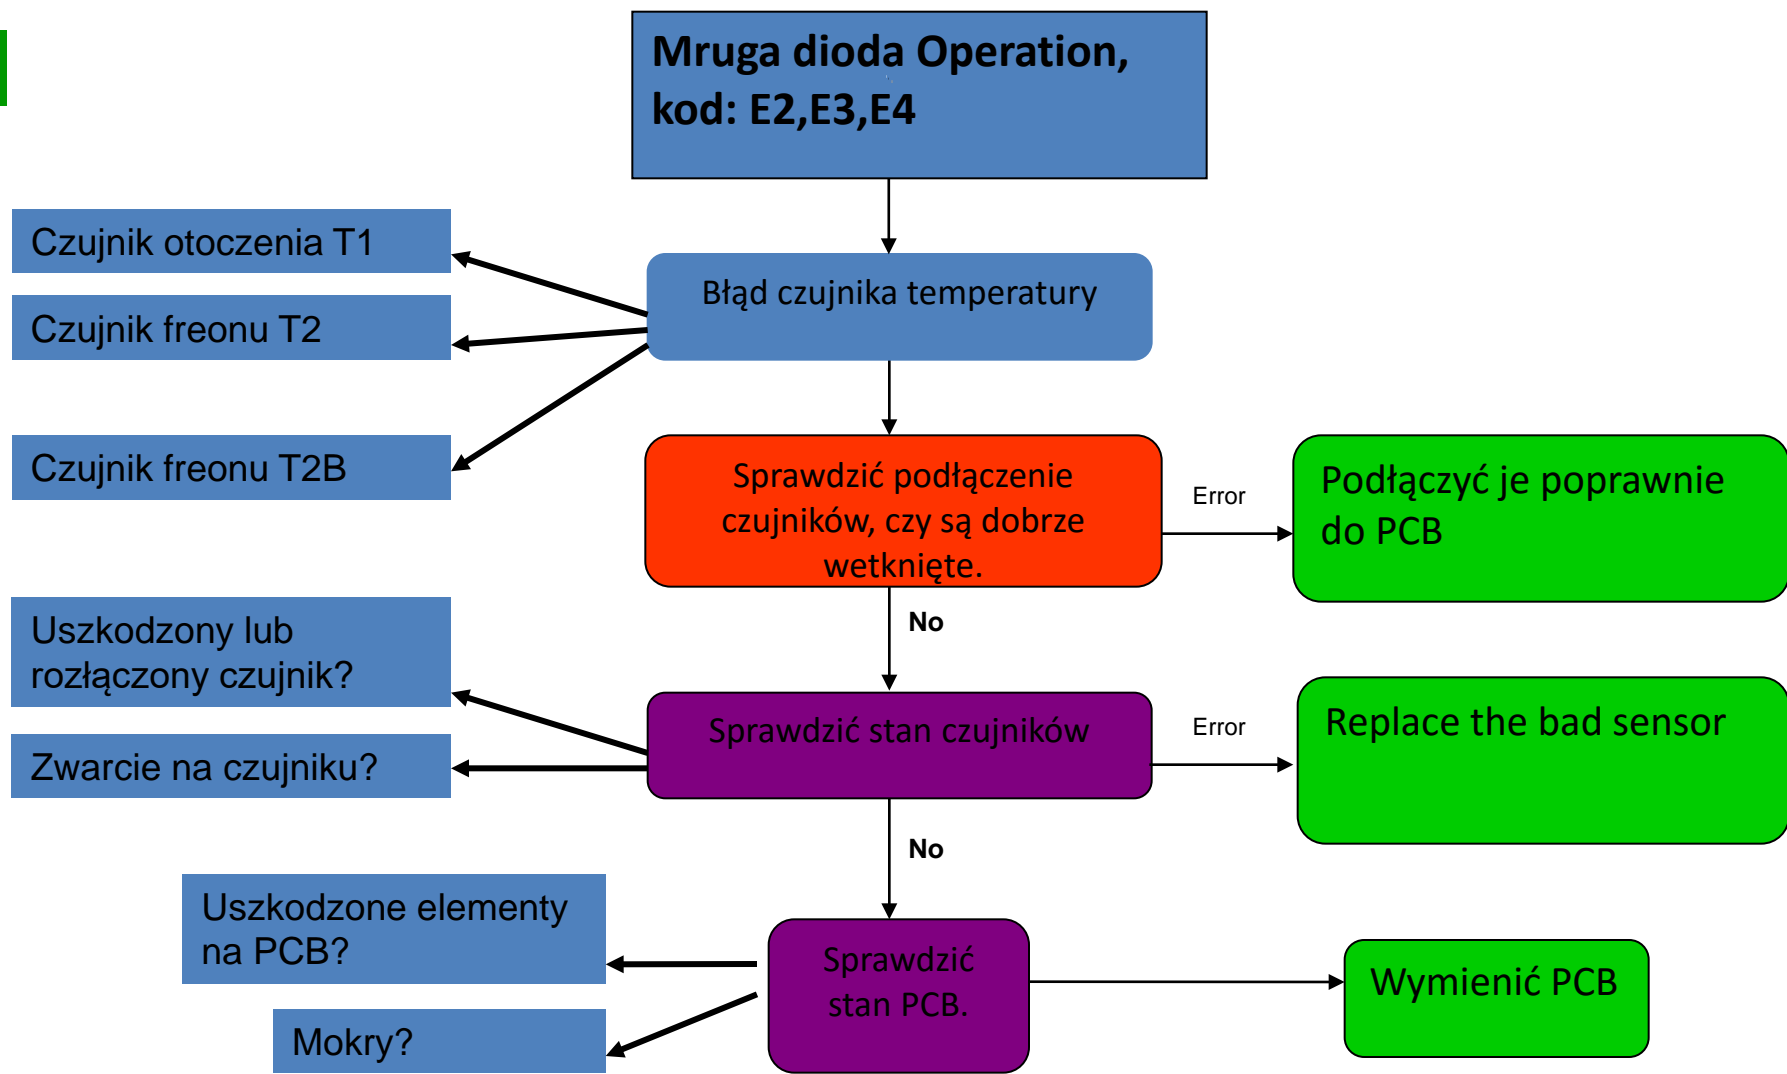 Mruga dioda Operation,
kod: E2,E3,E4
Czujnik otoczenia T1
Błąd czujnika temperatury
Czujnik freonu T2
Czujnik freonu T2B
Sprawdzić podłączenie
czujników, czy są dobrze
wetknięte.
Error
Podłączyć je poprawnie
do PCB
No
Uszkodzony lub
rozłączony czujnik?
Sprawdzić stan czujników
Error
Replace the bad sensor
Zwarcie na czujniku?
No
Uszkodzone elementy
na PCB?
Sprawdzić
stan PCB.
Wymienić PCB
Mokry?